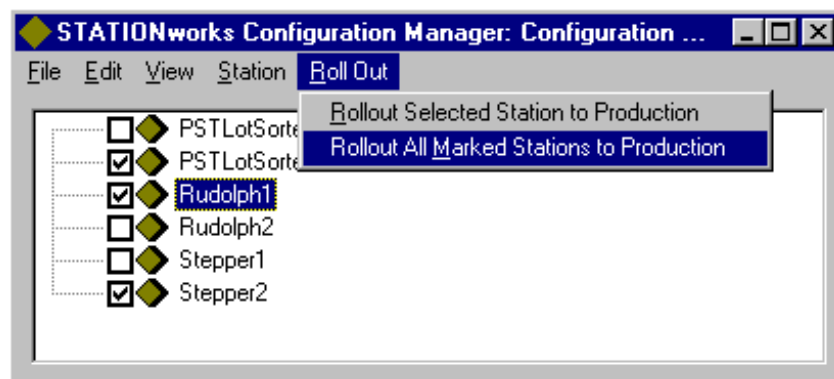 STATIONworks Configuration Manager: Configuration ...
File Edit View Station Roll Out
Rollout Selected Station to Production
Rollout All Marked Stations to Production
PSTLotSorte
PSTLotSorte
Rudolph1
Rudolph2
Stepper1
Stepper2